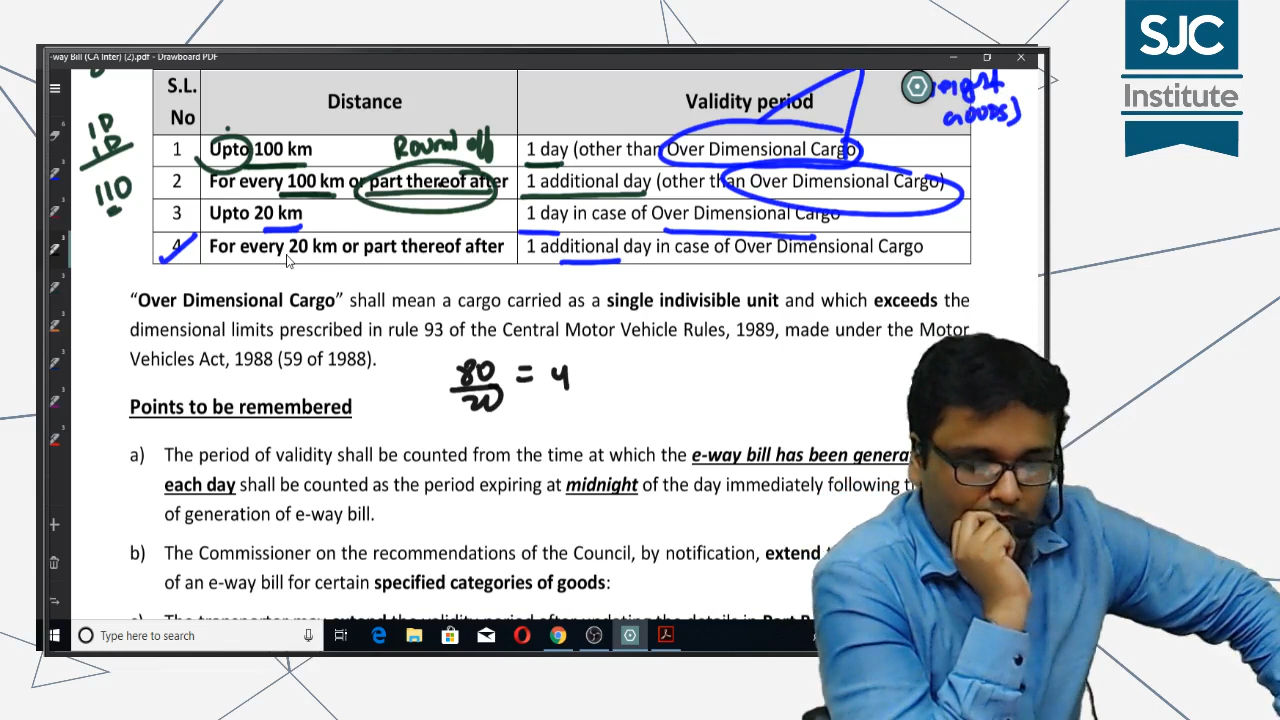 SJC
Institute
-way Bill (CA Inter) (2).pdf - Drawboard PDF
S.L. No
Distance
Validity period
goods)
1D
1D
110
Round off
1 Upto 100 km 1 day (other than Over Dimensional Cargo)
2 For every 100 km or part thereof after 1 additional day (other than Over Dimensional Cargo)
3 Upto 20 km 1 day in case of Over Dimensional Cargo
4 For every 20 km or part thereof after 1 additional day in case of Over Dimensional Cargo
“Over Dimensional Cargo” shall mean a cargo carried as a single indivisible unit and which exceeds the
dimensional limits prescribed in rule 93 of the Central Motor Vehicle Rules, 1989, made under the Motor
Vehicles Act, 1988 (59 of 1988).
80
20
= 4
Points to be remembered
a) The period of validity shall be counted from the time at which the e-way bill has been genera
each day shall be counted as the period expiring at midnight of the day immediately following
of generation of e-way bill.
b) The Commissioner on the recommendations of the Council, by notification, extend
of an e-way bill for certain specified categories of goods:
Type here to search